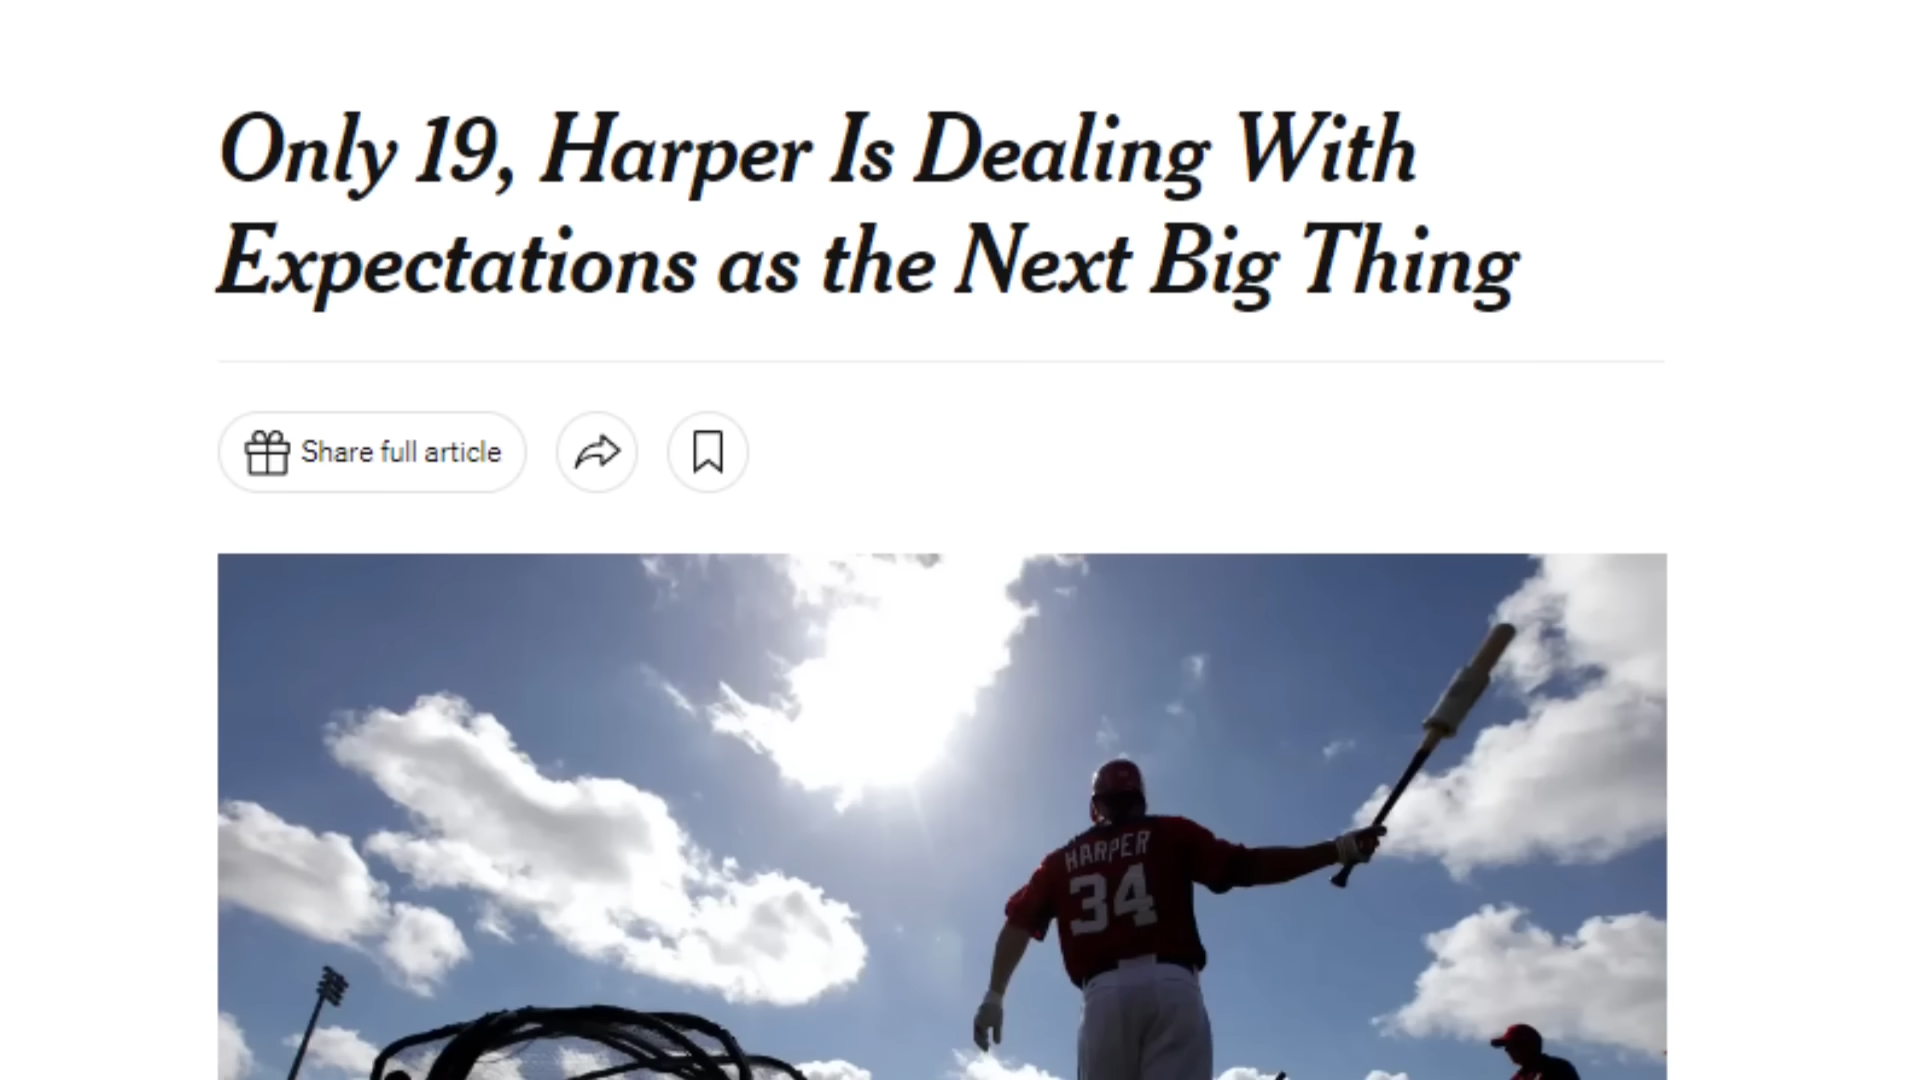 Only 19, Harper Is Dealing With
Expectations as the Next Big Thing
Share full article
HARPER
34